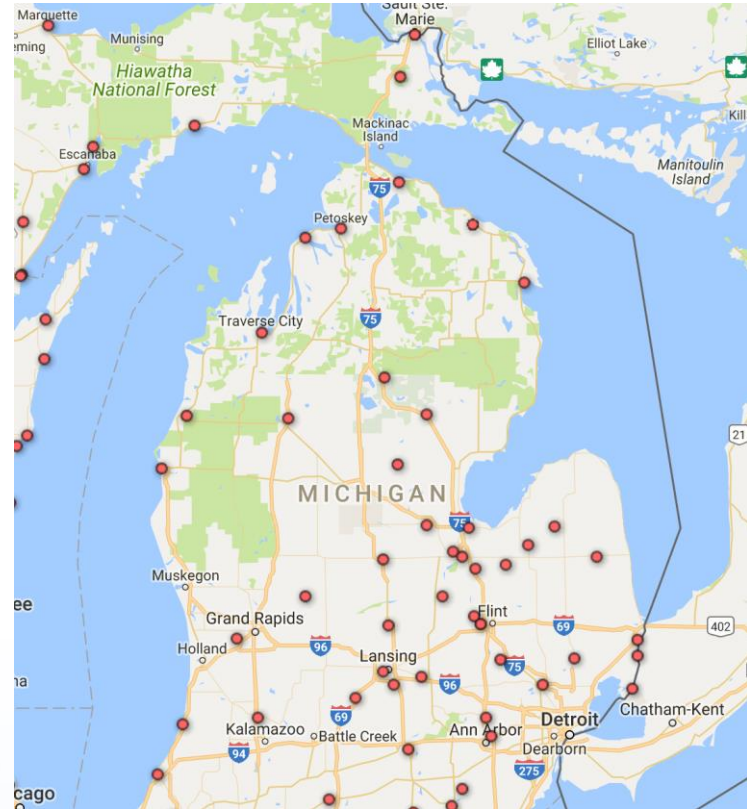 Sault Ste.
Marie
Marquette
Munising
Elliot Lake
Hiawatha
National Forest
Mackinac
Island
Kill
Escanaba
Manitoulin
Island
75
Petoskey
75
Traverse City
21
MICHIGAN
75
Muskegon
ee
Grand Rapids
Flint
69
402
Holland
96
Lansing
75
na
96
69
Detroit
Chatham-Kent
Kalamazoo
Battle Creek
Ann Arbor
Dearborn
94
275
cago